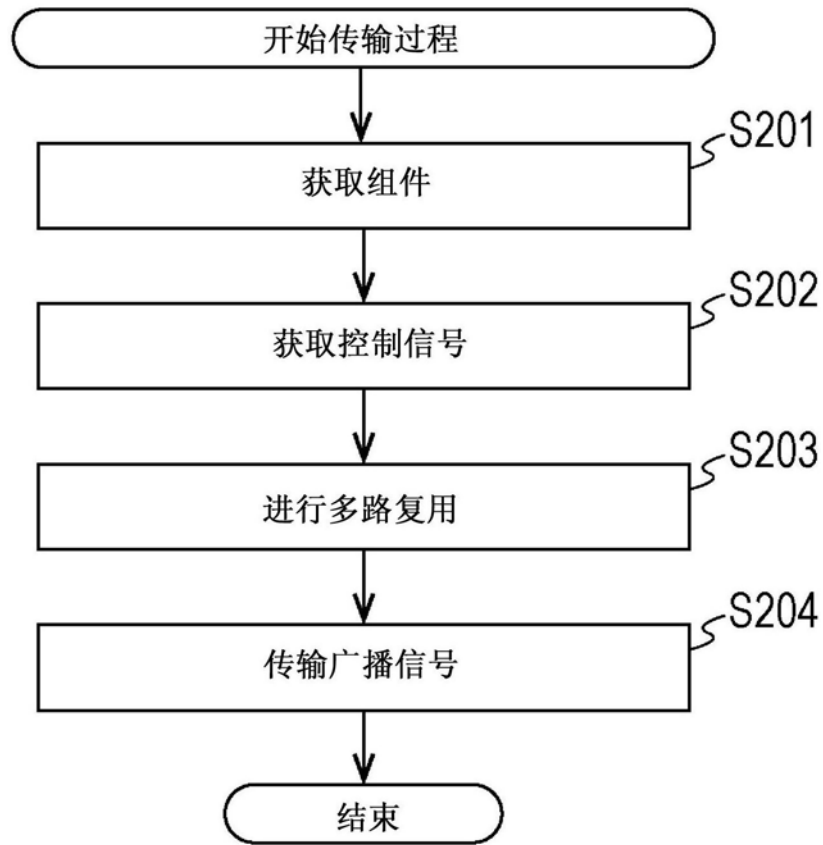 开始传输过程
S201
获取组件
S202
获取控制信号
S203
进行多路复用
S204
传输广播信号
结束